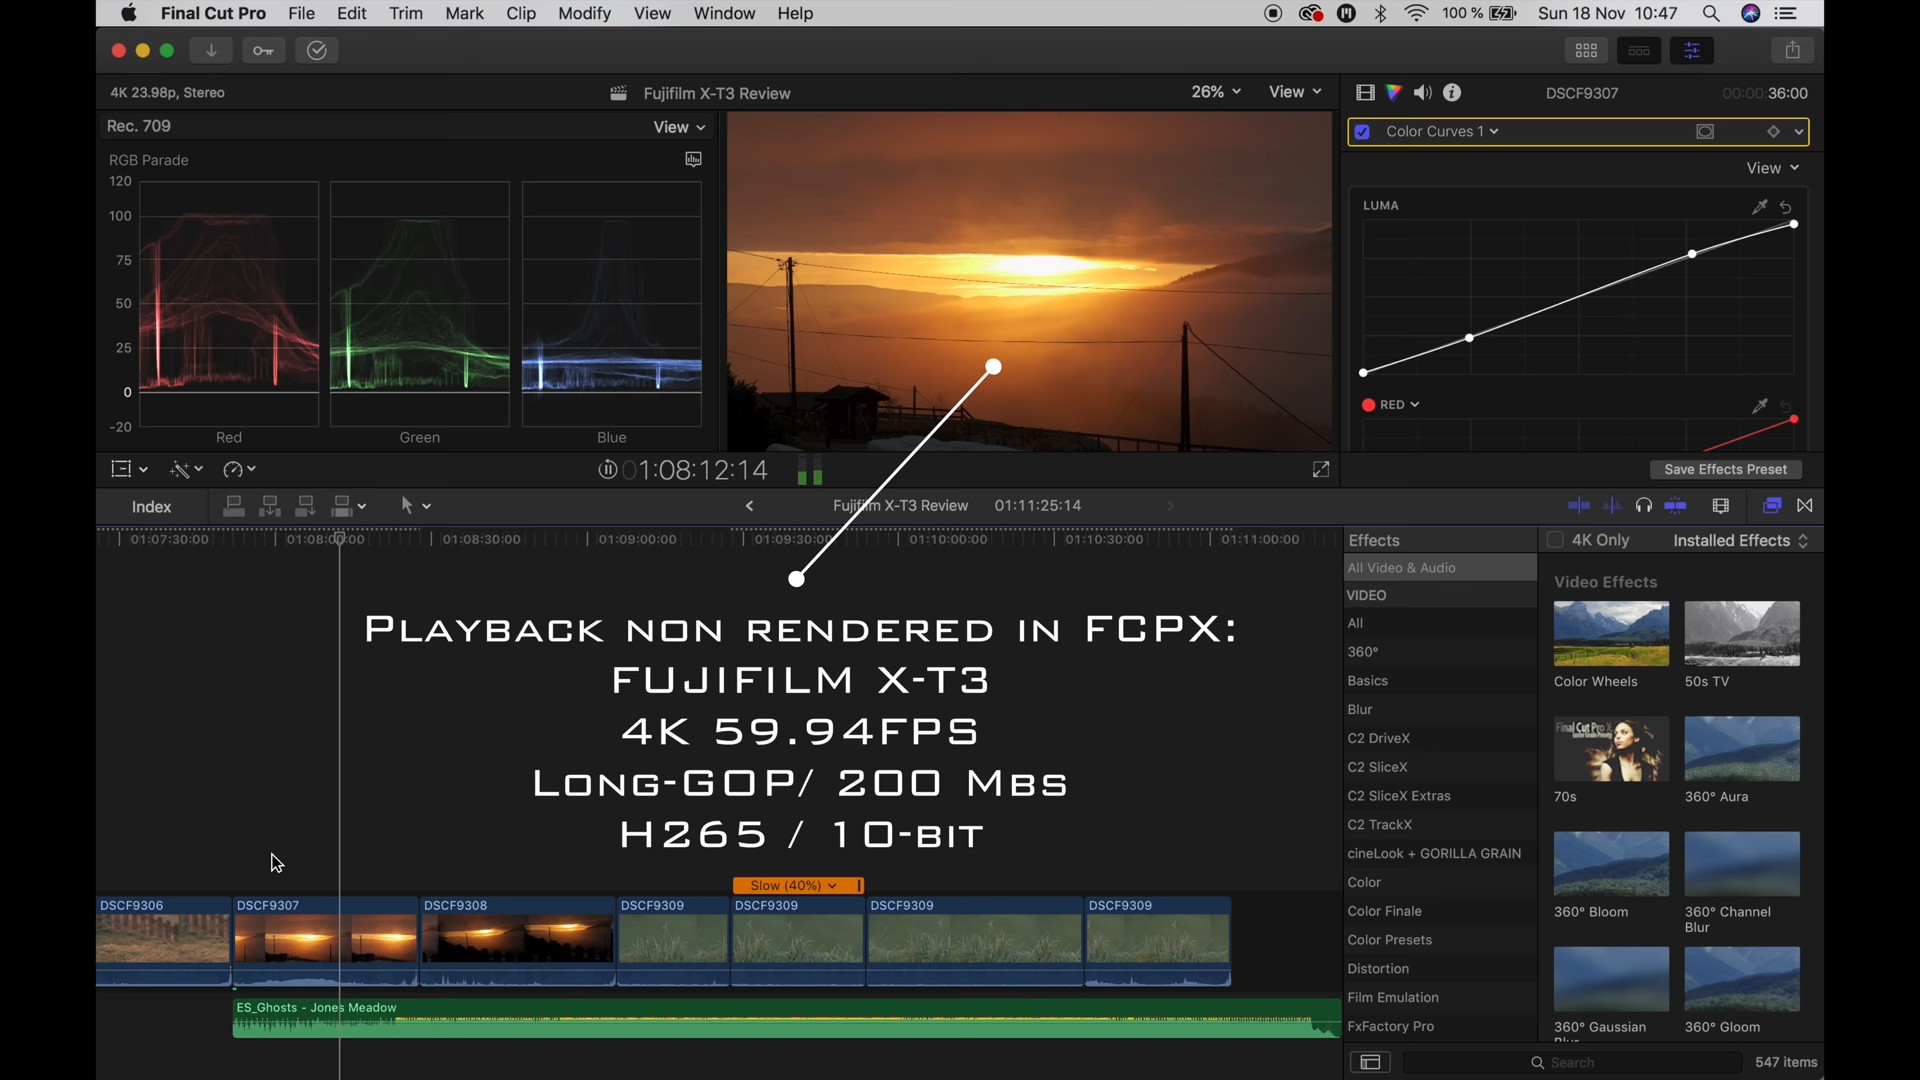 Final Cut Pro File Edit Trim Mark Clip Modify View Window Help 100 % Sun 18 Nov 10:47
4K 23.98p, Stereo Fujifilm X-T3 Review 26% View DSCF9307 00:00:36:00
Rec. 709 View Color Curves 1
RGB Parade View
120
100
75
50
25
0
-20
Red Green Blue
LUMA
RED
01:08:12:14 Save Effects Preset
Index Fujifilm X-T3 Review 01:11:25:14
01:07:30:00 01:08:00:00 01:08:30:00 01:09:00:00 01:09:30:00 01:10:00:00 01:10:30:00 01:11:00:00
Playback non rendered in FCPX:
FUJIFILM X-T3
4K 59.94FPS
Long-GOP/ 200 Mbs
H265 / 10-bit
Slow (40%)
DSCF9306 DSCF9307 DSCF9308 DSCF9309 DSCF9309 DSCF9309 DSCF9309
ES_Ghosts - Jones Meadow
Effects 4K Only Installed Effects
All Video & Audio
VIDEO
All
360°
Basics
Blur
C2 DriveX
C2 SliceX
C2 SliceX Extras
C2 TrackX
cineLook + GORILLA GRAIN
Color
Color Finale
Color Presets
Distortion
Film Emulation
FxFactory Pro
Video Effects
Color Wheels 50s TV
Final Cut Pro X
70s 360° Aura
360° Bloom 360° Channel
Blur
360° Gaussian 360° Gloom
Search 547 items